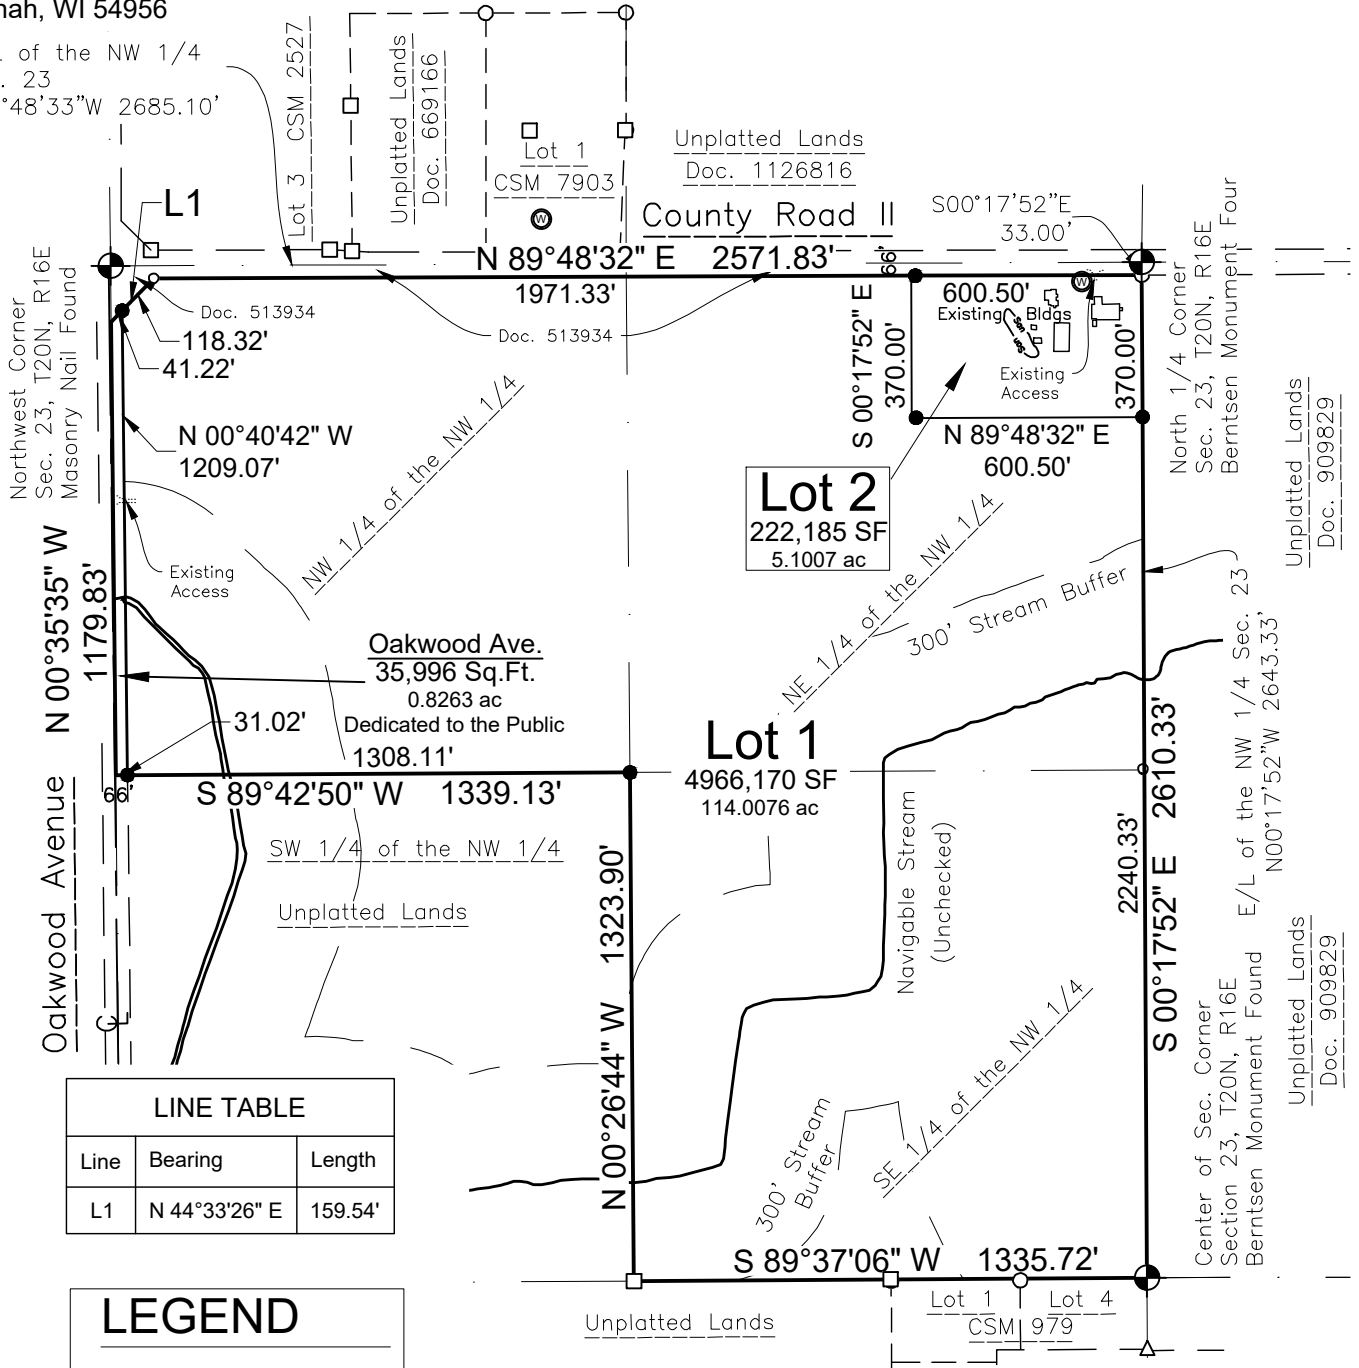 nah, WI 54956
of the NW 1/4
. 23
°48'33"W 2685.10'
Lot 3 CSM 2527
Unplatted Lands
Doc. 669166
Lot 1
CSM 7903
W
Unplatted Lands
Doc. 1126816
County Road II
S00°17'52"E
33.00'
L1
N 89°48'32" E 2571.83'
66'
1971.33'
600.50'
Existing Bldgs
San
San
W
Existing
Access
Doc. 513934
Doc. 513934
118.32'
41.22'
Northwest Corner
Sec. 23, T20N, R16E
Masonry Nail Found
North 1/4 Corner
Sec. 23, T20N, R16E
Berntsen Monument Four
S 00°17'52" E
370.00'
370.00'
N 89°48'32" E
600.50'
N 00°40'42" W
1209.07'
NW 1/4 of the NW 1/4
Lot 2
222,185 SF
5.1007 ac
NE 1/4 of the NW 1/4
300' Stream Buffer
Unplatted Lands
Doc. 909829
N 00°35'35" W
1179.83'
Existing
Access
Oakwood Ave.
35,996 Sq.Ft.
0.8263 ac
Dedicated to the Public
31.02'
1308.11'
S 89°42'50" W 1339.13'
66'
Lot 1
4966,170 SF
114.0076 ac
Oakwood Avenue
SW 1/4 of the NW 1/4
Unplatted Lands
N 00°26'44" W 1323.90'
Navigable Stream
(Unchecked)
2240.33'
S 00°17'52" E 2610.33'
E/L of the NW 1/4 Sec. 23
N00°17'52"W 2643.33'
Center of Sec. Corner
Section 23, T20N, R16E
Berntsen Monument Found
Unplatted Lands
Doc. 909829
SE 1/4 of the NW 1/4
300' Stream
Buffer
S 89°37'06" W 1335.72'
Unplatted Lands
Lot 1
Lot 4
CSM 979
LINE TABLE
Line Bearing Length
L1 N 44°33'26" E 159.54'
LEGEND